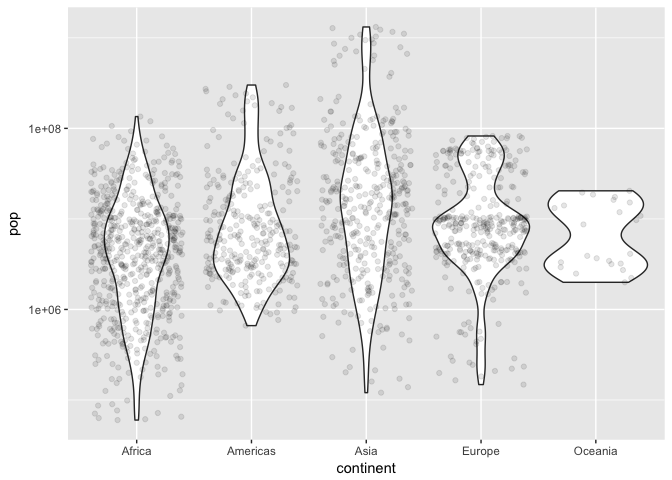 pop
1e+08
1e+06
Africa
Americas
Asia
Europe
Oceania
continent